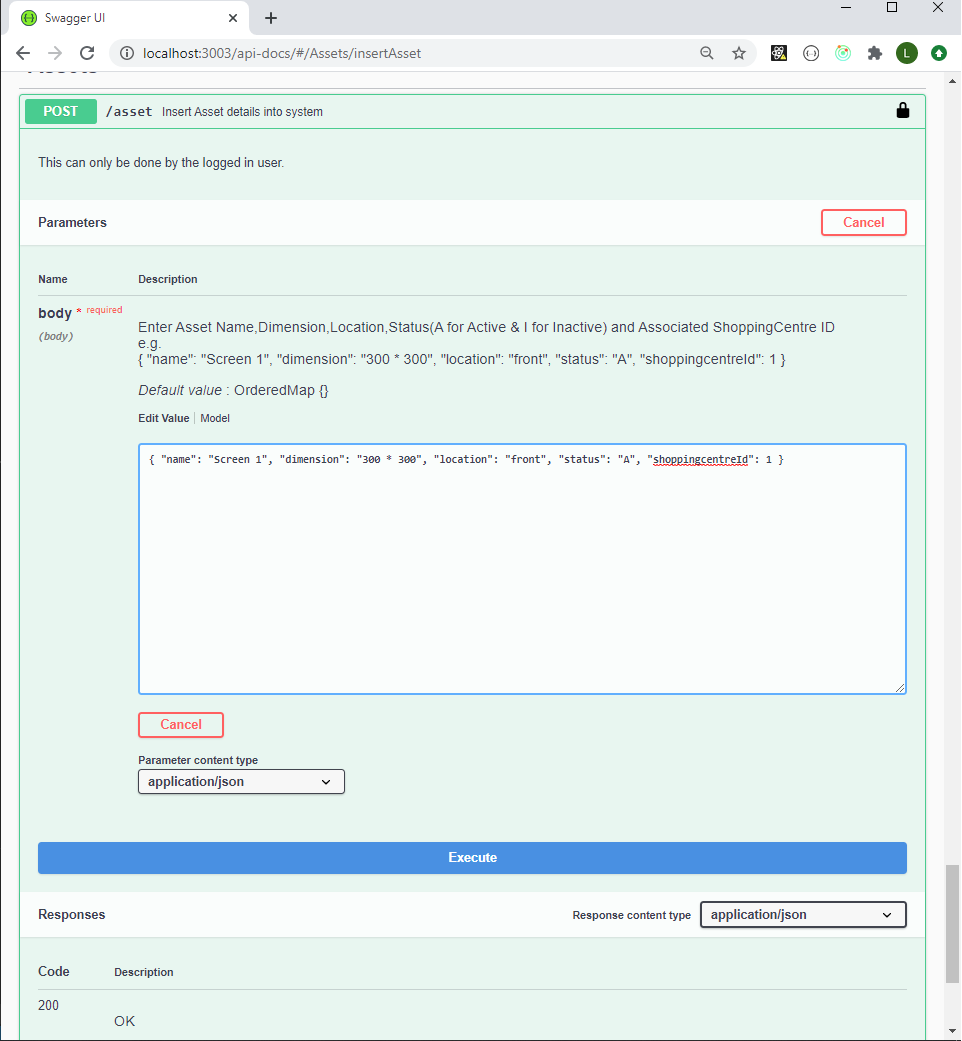 Swagger UI
localhost:3003/api-docs/#/Assets/insertAsset
L
Assets
POST /asset Insert Asset details into system
This can only be done by the logged in user.
Parameters Cancel
Name Description
body * required
(body)
Enter Asset Name,Dimension,Location,Status(A for Active & I for Inactive) and Associated ShoppingCentre ID
e.g.
{ "name": "Screen 1", "dimension": "300 * 300", "location": "front", "status": "A", "shoppingcentreId": 1 }
Default value : OrderedMap {}
Edit Value | Model
{ "name": "Screen 1", "dimension": "300 * 300", "location": "front", "status": "A", "shoppingcentreId": 1 }
Cancel
Parameter content type
application/json
Execute
Responses Response content type application/json
Code Description
200
OK